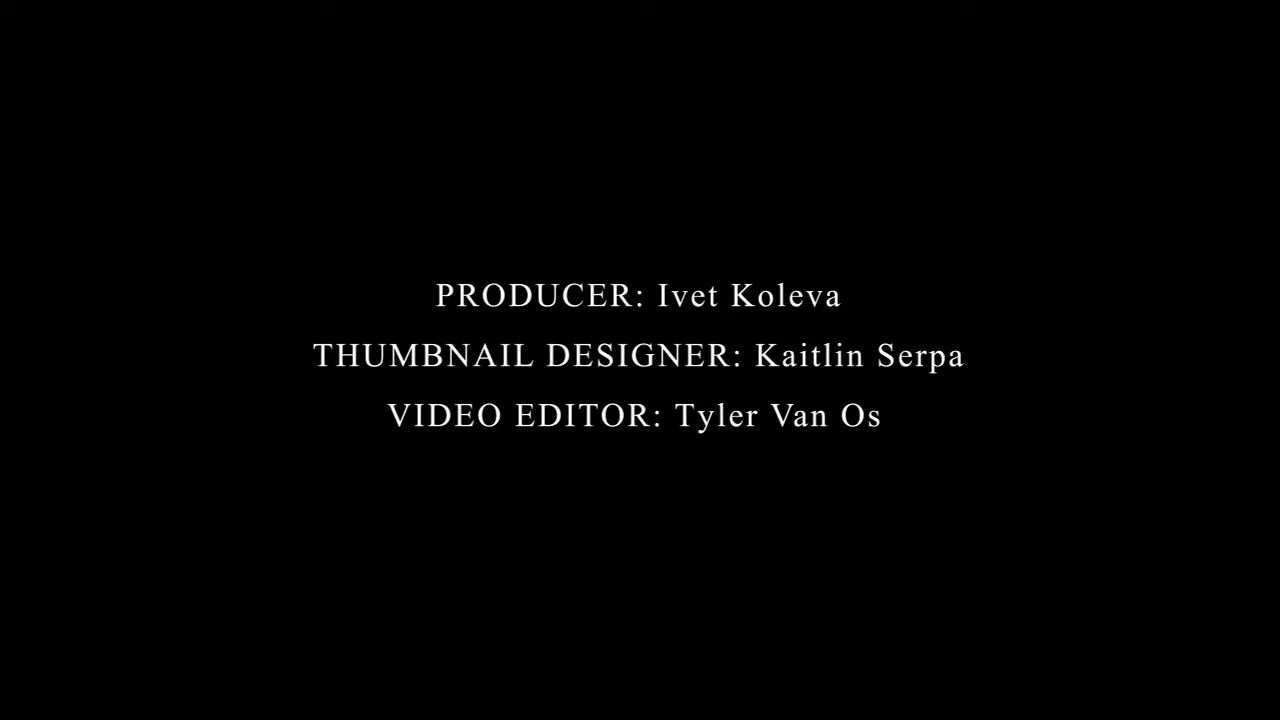 PRODUCER: Ivet Koleva
THUMBNAIL DESIGNER: Kaitlin Serpa
VIDEO EDITOR: Tyler Van Os